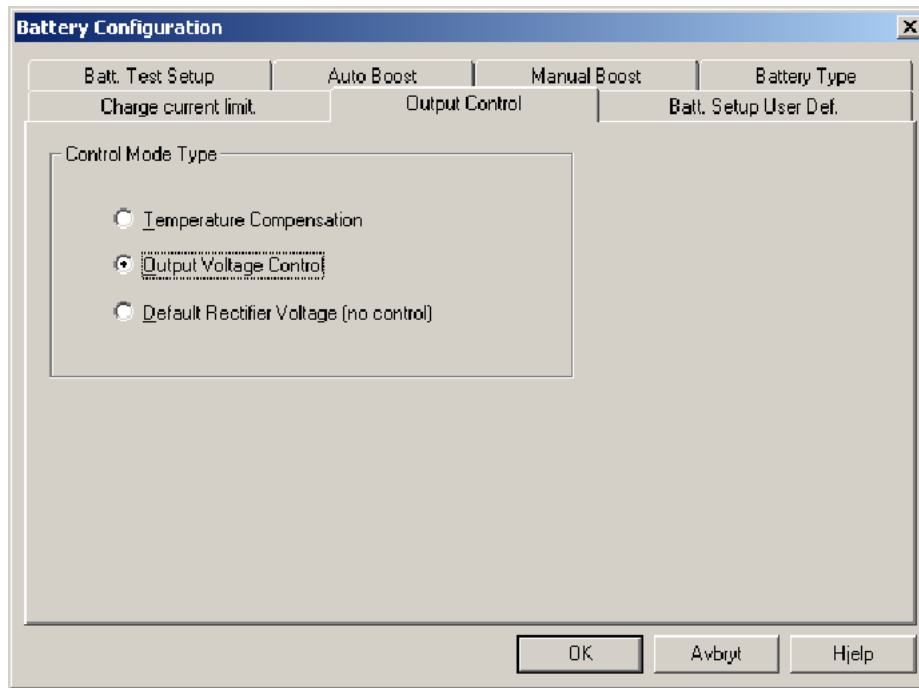 Battery Configuration
Batt. Test Setup Auto Boost Manual Boost Battery Type
Charge current limit. Output Control Batt. Setup User Def.
Control Mode Type
Temperature Compensation
Output Voltage Control
Default Rectifier Voltage (no control)
OK Avbryt Hjelp